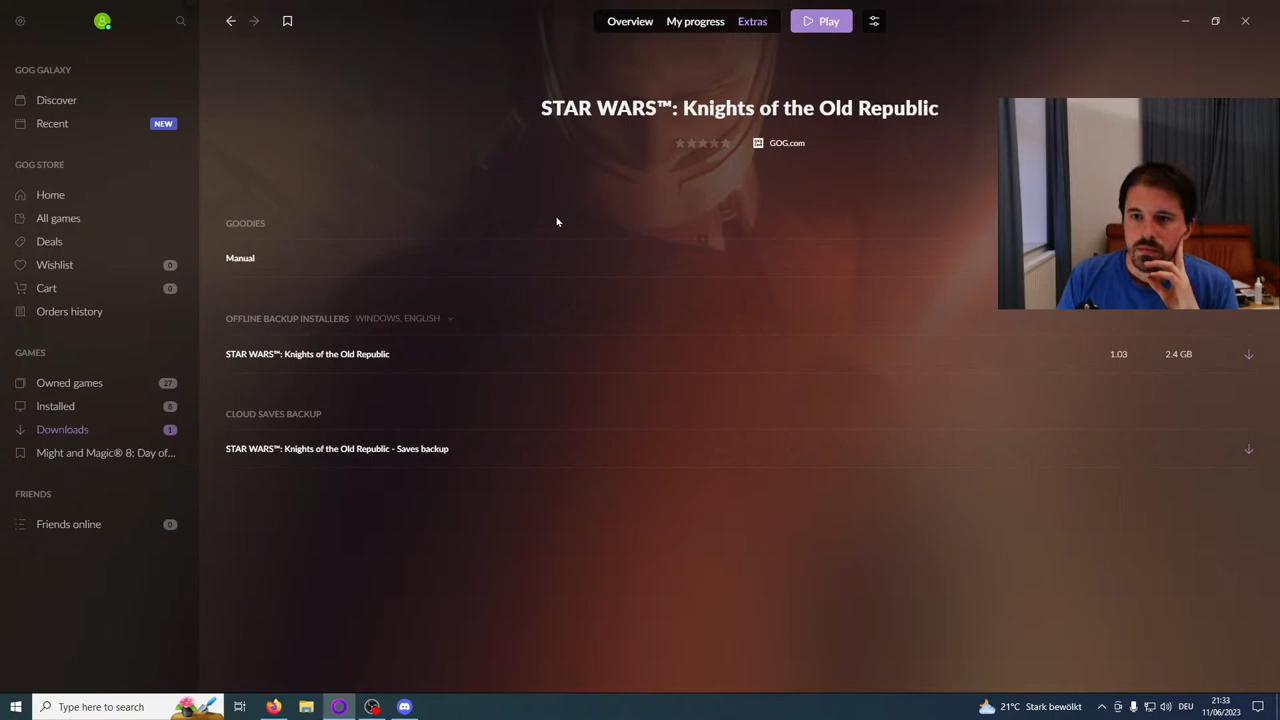 Overview My progress Extras Play
GOG GALAXY
Discover
Recent NEW
GOG STORE
Home
All games
Deals
Wishlist 0
Cart 0
Orders history
GAMES
Owned games 27
Installed 6
Downloads 1
Might and Magic® 8: Day of...
FRIENDS
Friends online 0
STAR WARS™: Knights of the Old Republic
GOG.com
GOODIES
Manual
OFFLINE BACKUP INSTALLERS WINDOWS, ENGLISH
STAR WARS™: Knights of the Old Republic 1.03 2.4 GB
CLOUD SAVES BACKUP
STAR WARS™: Knights of the Old Republic - Saves backup
Type here to search
21°C Stark bewölkt
DEU
21:33
11/06/2023